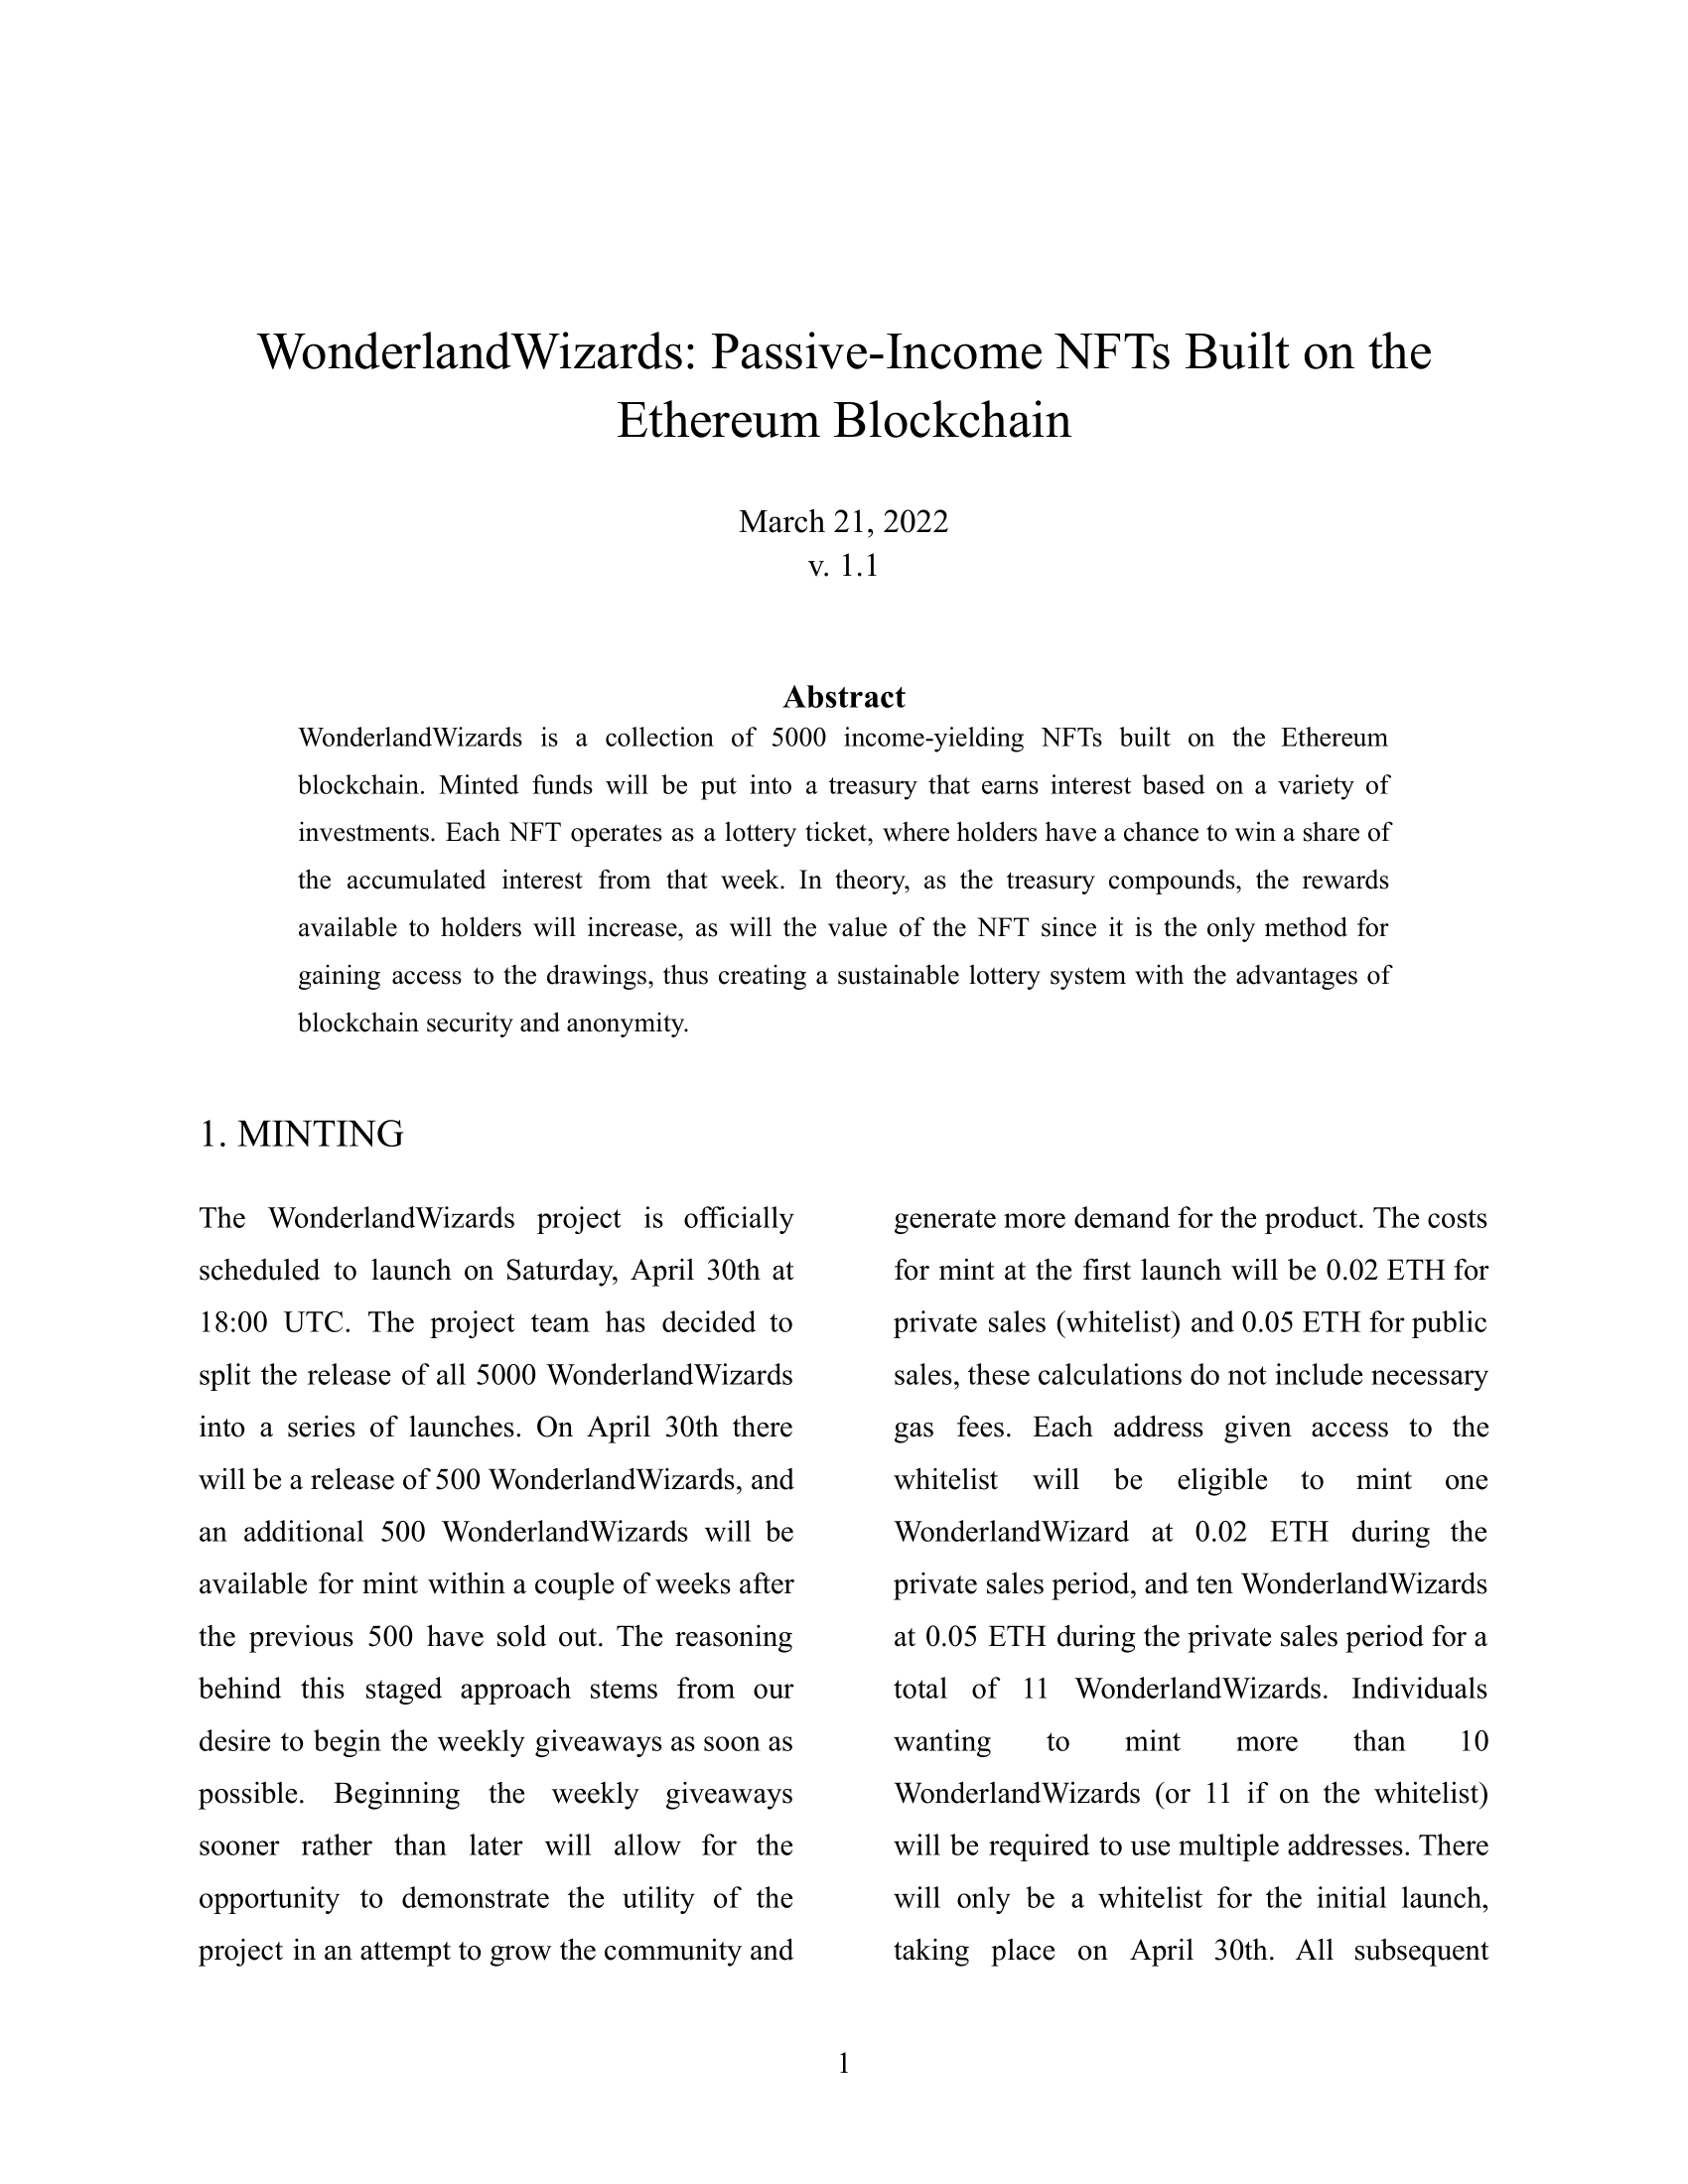 WonderlandWizards: Passive-Income NFTs Built on the
Ethereum Blockchain
March 21, 2022
v. 1.1
Abstract
WonderlandWizards is a collection of 5000 income-yielding NFTs built on the Ethereum
blockchain. Minted funds will be put into a treasury that earns interest based on a variety of
investments. Each NFT operates as a lottery ticket, where holders have a chance to win a share of
the accumulated interest from that week. In theory, as the treasury compounds, the rewards
available to holders will increase, as will the value of the NFT since it is the only method for
gaining access to the drawings, thus creating a sustainable lottery system with the advantages of
blockchain security and anonymity.
1. MINTING
The WonderlandWizards project is officially
scheduled to launch on Saturday, April 30th at
18:00 UTC. The project team has decided to
split the release of all 5000 WonderlandWizards
into a series of launches. On April 30th there
will be a release of 500 WonderlandWizards, and
an additional 500 WonderlandWizards will be
available for mint within a couple of weeks after
the previous 500 have sold out. The reasoning
behind this staged approach stems from our
desire to begin the weekly giveaways as soon as
possible. Beginning the weekly giveaways
sooner rather than later will allow for the
opportunity to demonstrate the utility of the
project in an attempt to grow the community and
generate more demand for the product. The costs
for mint at the first launch will be 0.02 ETH for
private sales (whitelist) and 0.05 ETH for public
sales, these calculations do not include necessary
gas fees. Each address given access to the
whitelist will be eligible to mint one
WonderlandWizard at 0.02 ETH during the
private sales period, and ten WonderlandWizards
at 0.05 ETH during the private sales period for a
total of 11 WonderlandWizards. Individuals
wanting to mint more than 10
WonderlandWizards (or 11 if on the whitelist)
will be required to use multiple addresses. There
will only be a whitelist for the initial launch,
taking place on April 30th. All subsequent
1